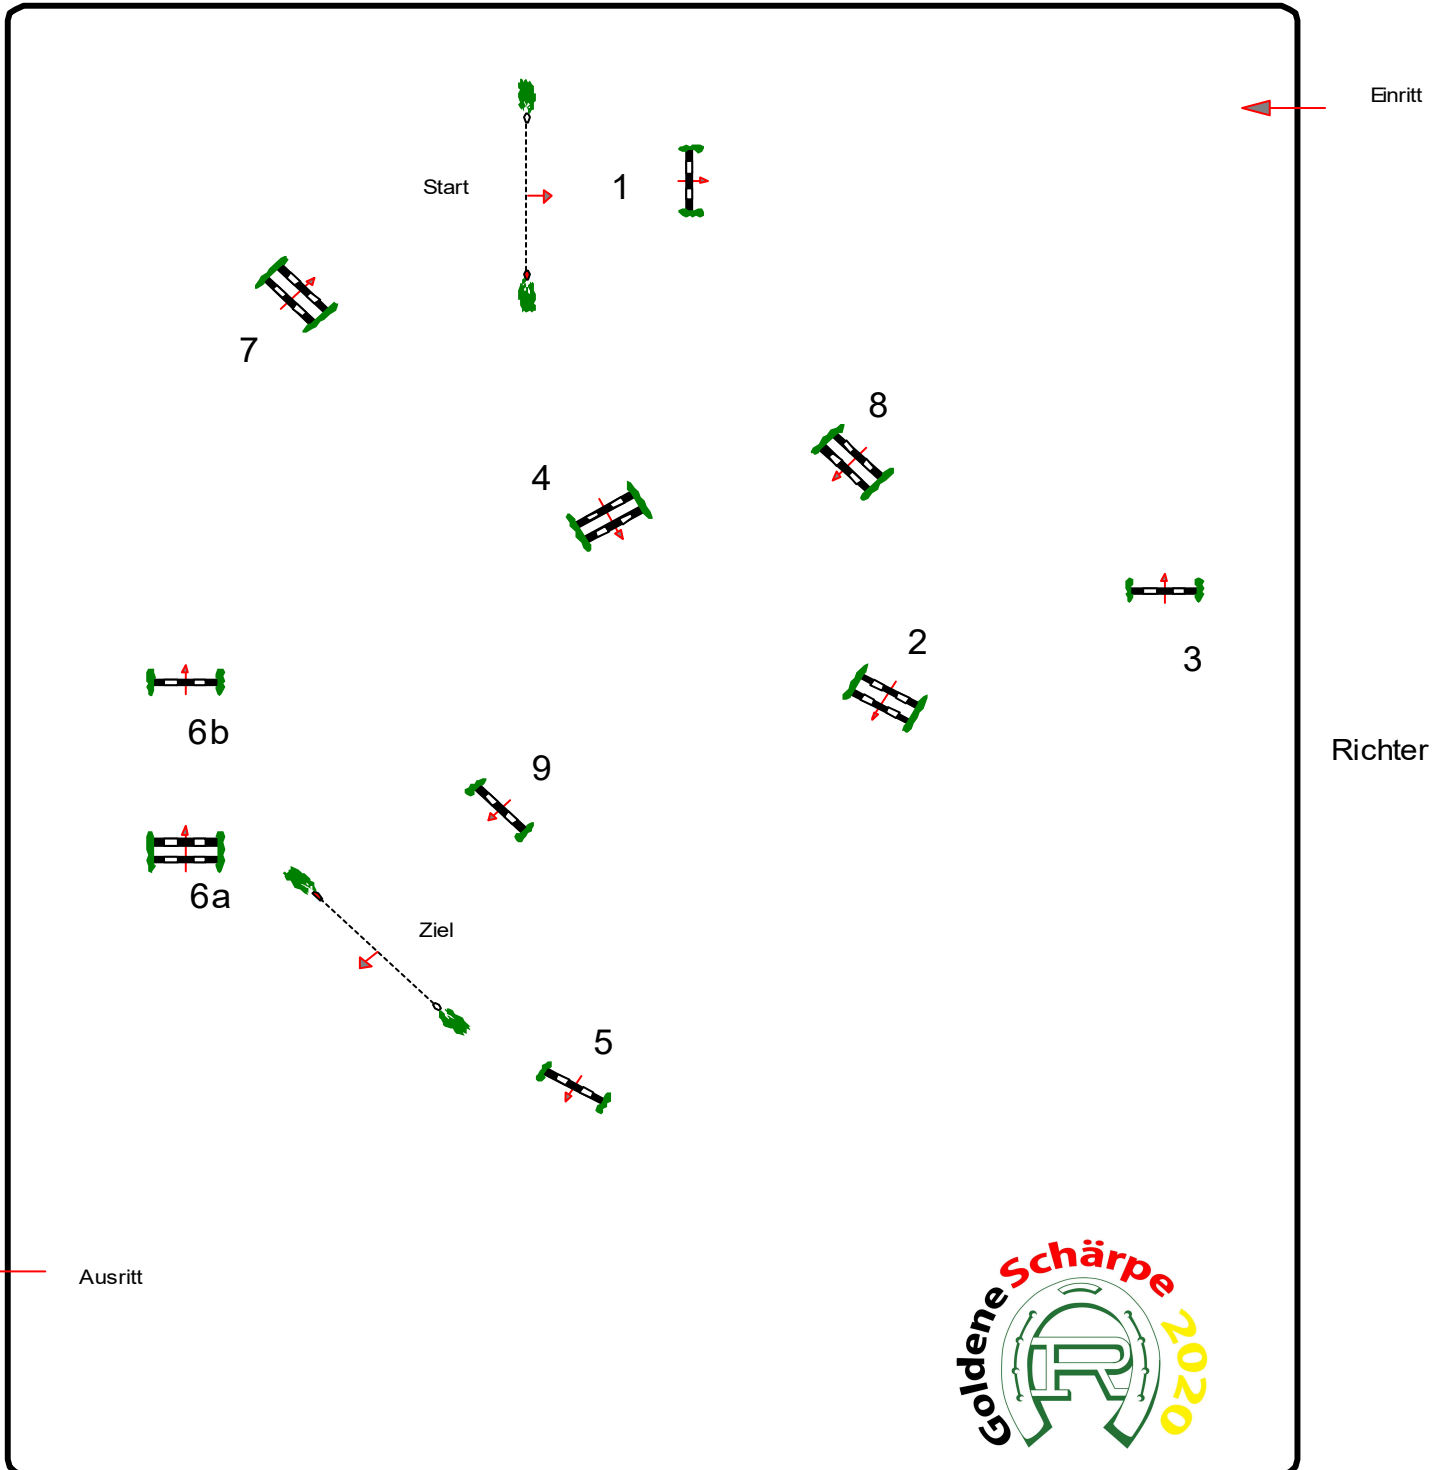 Einritt
Start
1
7
8
4
2
3
6b
Richter
9
6a
Ziel
5
Ausritt
Goldene Schärpe 2020
R